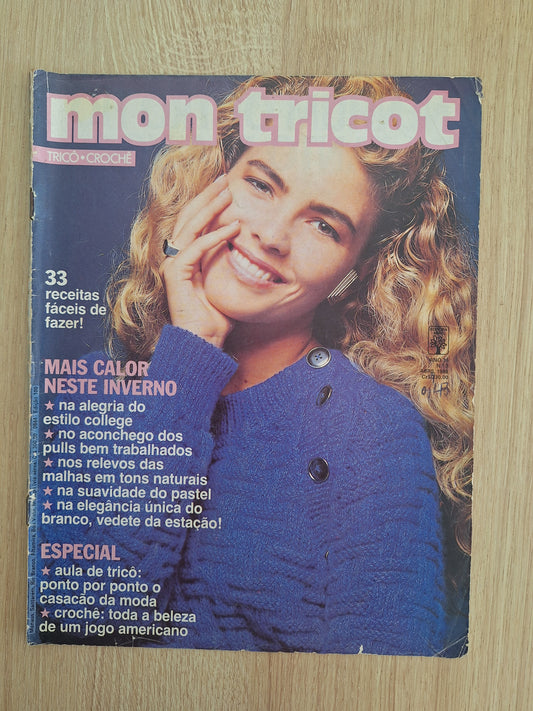 mon tricot
TRICÔ • CROCHÊ
33
receitas
fáceis de
fazer!
MAIS CALOR
NESTE INVERNO
★ na alegria do
estilo college
★ no aconchego dos
pulls bem trabalhados
★ nos relevos das
malhas em tons naturais
★ na suavidade do pastel
★ na elegância única do
branco, vedete da estação!
ESPECIAL
★ aula de tricô:
ponto por ponto o
casacão da moda
★ crochê: toda a beleza
de um jogo americano